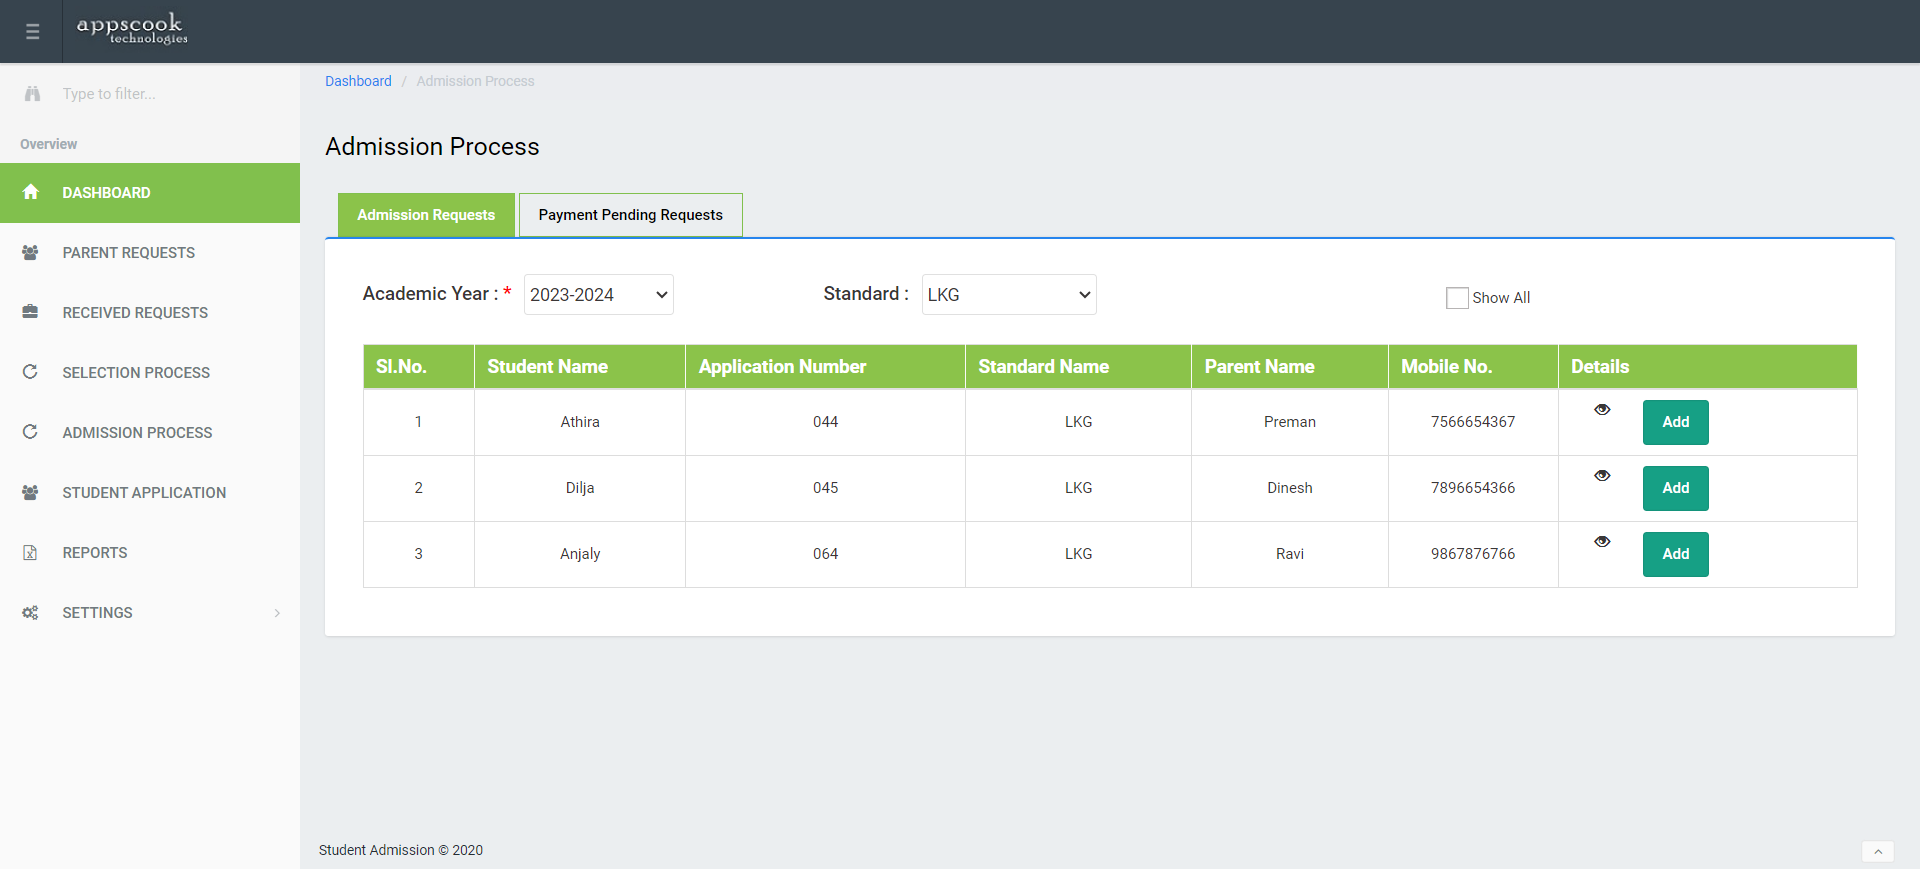 appscook
technologies
Type to filter...
Overview
DASHBOARD
PARENT REQUESTS
RECEIVED REQUESTS
SELECTION PROCESS
ADMISSION PROCESS
STUDENT APPLICATION
REPORTS
SETTINGS
Dashboard / Admission Process
Admission Process
Admission Requests Payment Pending Requests
Academic Year : * 2023-2024 Standard : LKG Show All
Sl.No. Student Name Application Number Standard Name Parent Name Mobile No. Details
1 Athira 044 LKG Preman 7566654367 Add
2 Dilja 045 LKG Dinesh 7896654366 Add
3 Anjaly 064 LKG Ravi 9867876766 Add
Student Admission © 2020